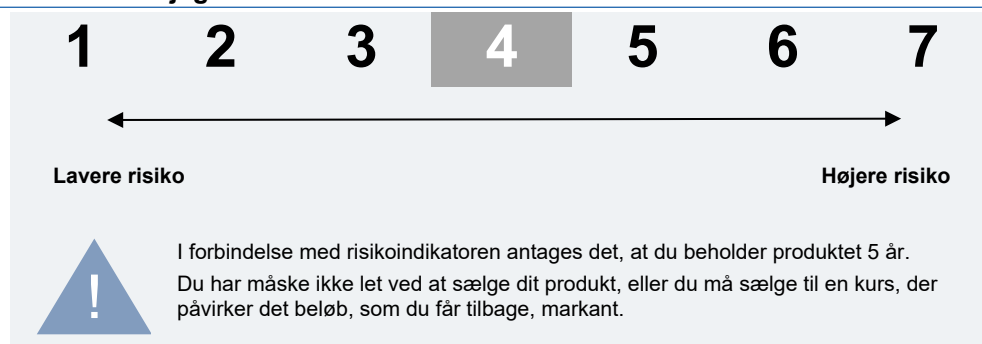 1 2 3 4 5 6 7
Lavere risiko Højere risiko
I forbindelse med risikoindikatoren antages det, at du beholder produktet 5 år.
! Du har måske ikke let ved at sælge dit produkt, eller du må sælge til en kurs, der
påvirker det beløb, som du får tilbage, markant.